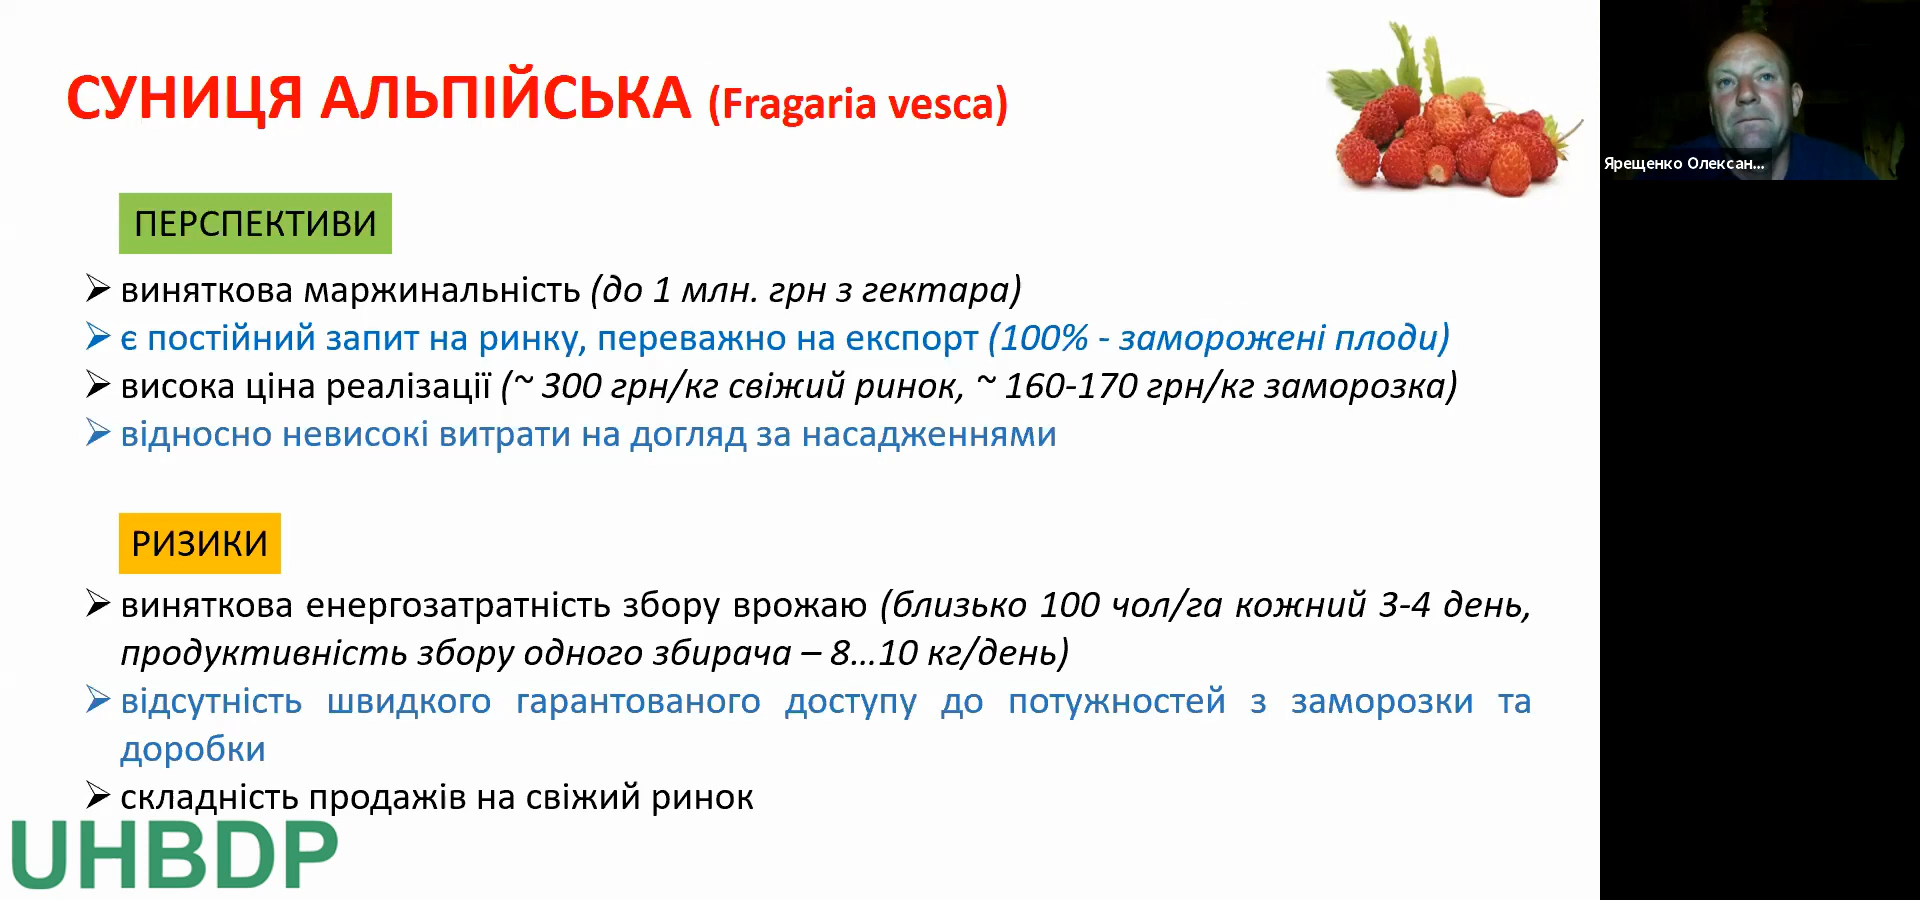 СУНИЦЯ АЛЬПІЙСЬКА (Fragaria vesca)
Ярещенко Олексан...
ПЕРСПЕКТИВИ
➢ виняткова маржинальність (до 1 млн. грн з гектара)
➢ є постійний запит на ринку, переважно на експорт (100% - заморожені плоди)
➢ висока ціна реалізації (~ 300 грн/кг свіжий ринок, ~ 160-170 грн/кг заморозка)
➢ відносно невисокі витрати на догляд за насадженнями
РИЗИКИ
➢ виняткова енергозатратність збору врожаю (близько 100 чол/га кожний 3-4 день,
продуктивність збору одного збирача – 8...10 кг/день)
➢ відсутність швидкого гарантованого доступу до потужностей з заморозки та
доробки
➢ складність продажів на свіжий ринок
UHBDP